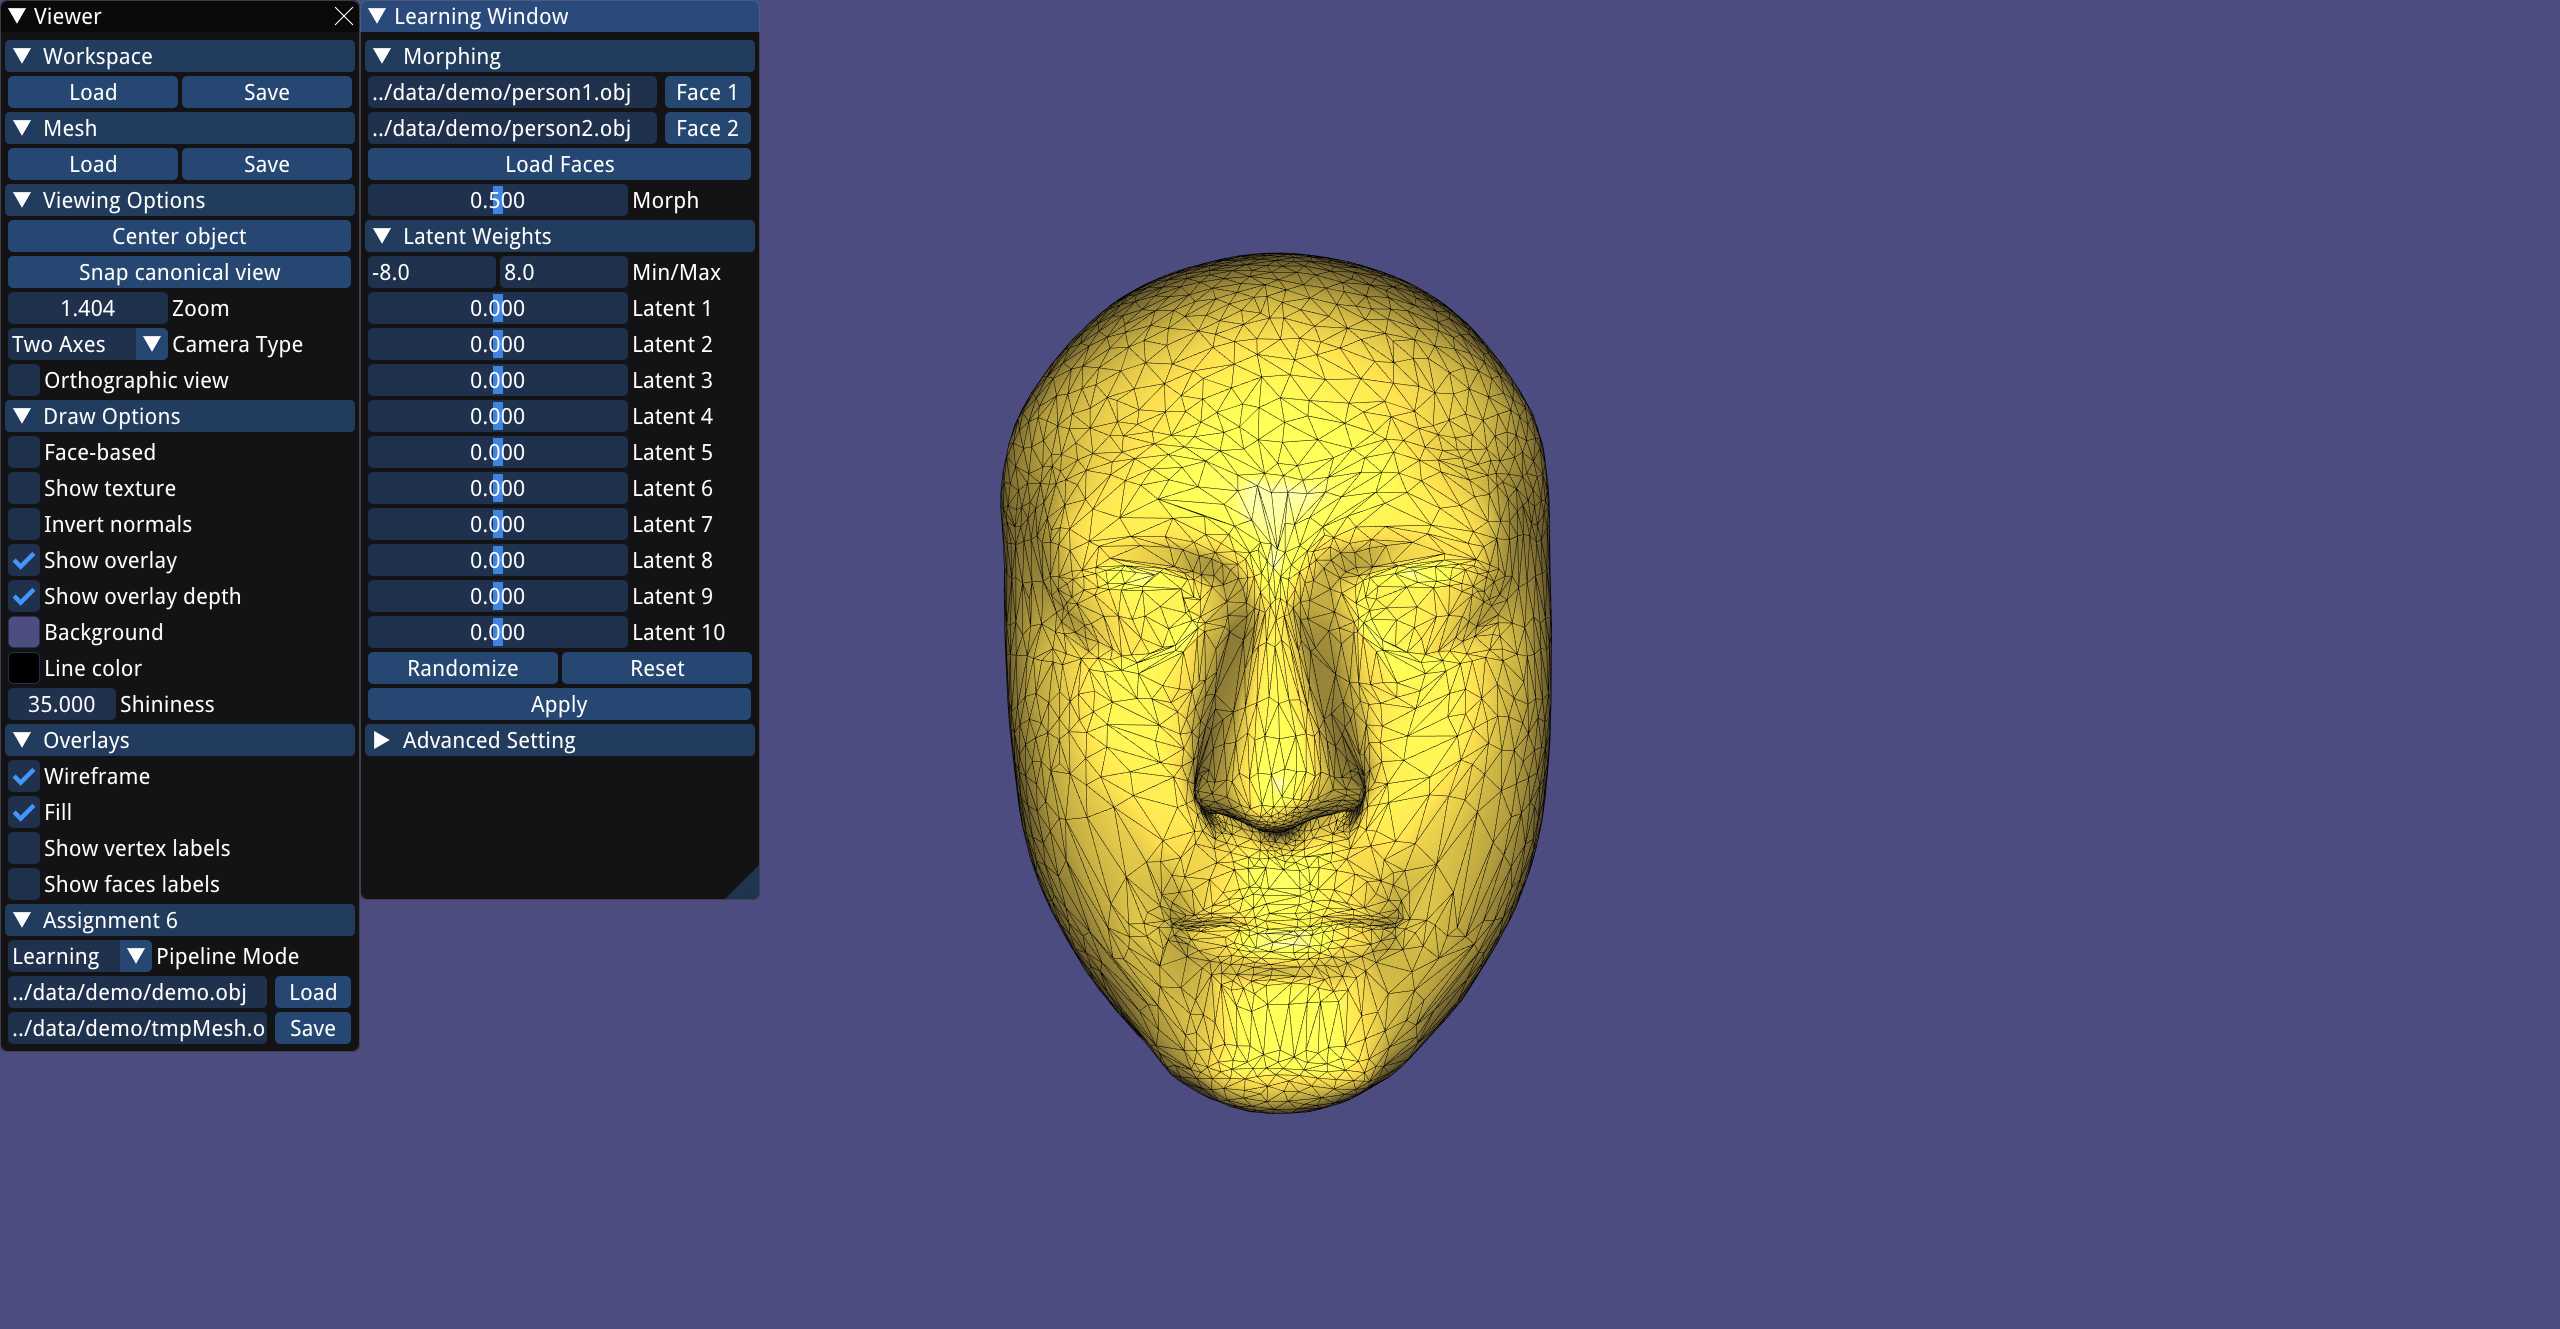 Viewer
Workspace
Load Save
Mesh
Load Save
Viewing Options
Center object
Snap canonical view
1.404 Zoom
Two Axes Camera Type
Orthographic view
Draw Options
Face-based
Show texture
Invert normals
Show overlay
Show overlay depth
Background
Line color
35.000 Shininess
Overlays
Wireframe
Fill
Show vertex labels
Show faces labels
Assignment 6
Learning Pipeline Mode
../data/demo/demo.obj Load
../data/demo/tmpMesh.o Save
Learning Window
Morphing
../data/demo/person1.obj Face 1
../data/demo/person2.obj Face 2
Load Faces
0.500 Morph
Latent Weights
-8.0 8.0 Min/Max
0.000 Latent 1
0.000 Latent 2
0.000 Latent 3
0.000 Latent 4
0.000 Latent 5
0.000 Latent 6
0.000 Latent 7
0.000 Latent 8
0.000 Latent 9
0.000 Latent 10
Randomize Reset
Apply
Advanced Setting